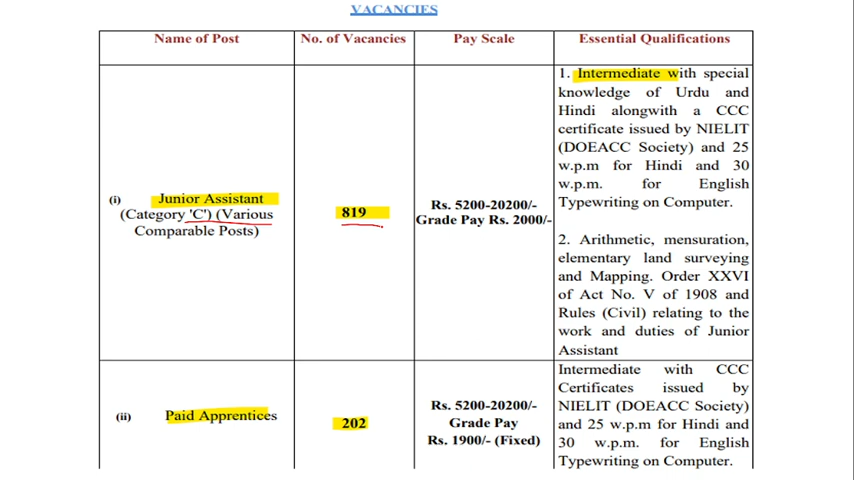 VACANCIES
Name of Post
No. of Vacancies
Pay Scale
Essential Qualifications
(i)
Junior Assistant
(Category 'C') (Various
Comparable Posts)
819
Rs. 5200-20200/-
Grade Pay Rs. 2000/-
1. Intermediate with special
knowledge of Urdu and
Hindi alongwith a CCC
certificate issued by NIELIT
(DOEACC Society) and 25
w.p.m for Hindi and 30
w.p.m. for English
Typewriting on Computer.
2. Arithmetic, mensuration,
elementary land surveying
and Mapping. Order XXVI
of Act No. V of 1908 and
Rules (Civil) relating to the
work and duties of Junior
Assistant
(ii)
Paid Apprentices
202
Rs. 5200-20200/-
Grade Pay
Rs. 1900/- (Fixed)
Intermediate with CCC
Certificates issued by
NIELIT (DOEACC Society)
and 25 w.p.m for Hindi and
30 w.p.m. for English
Typewriting on Computer.